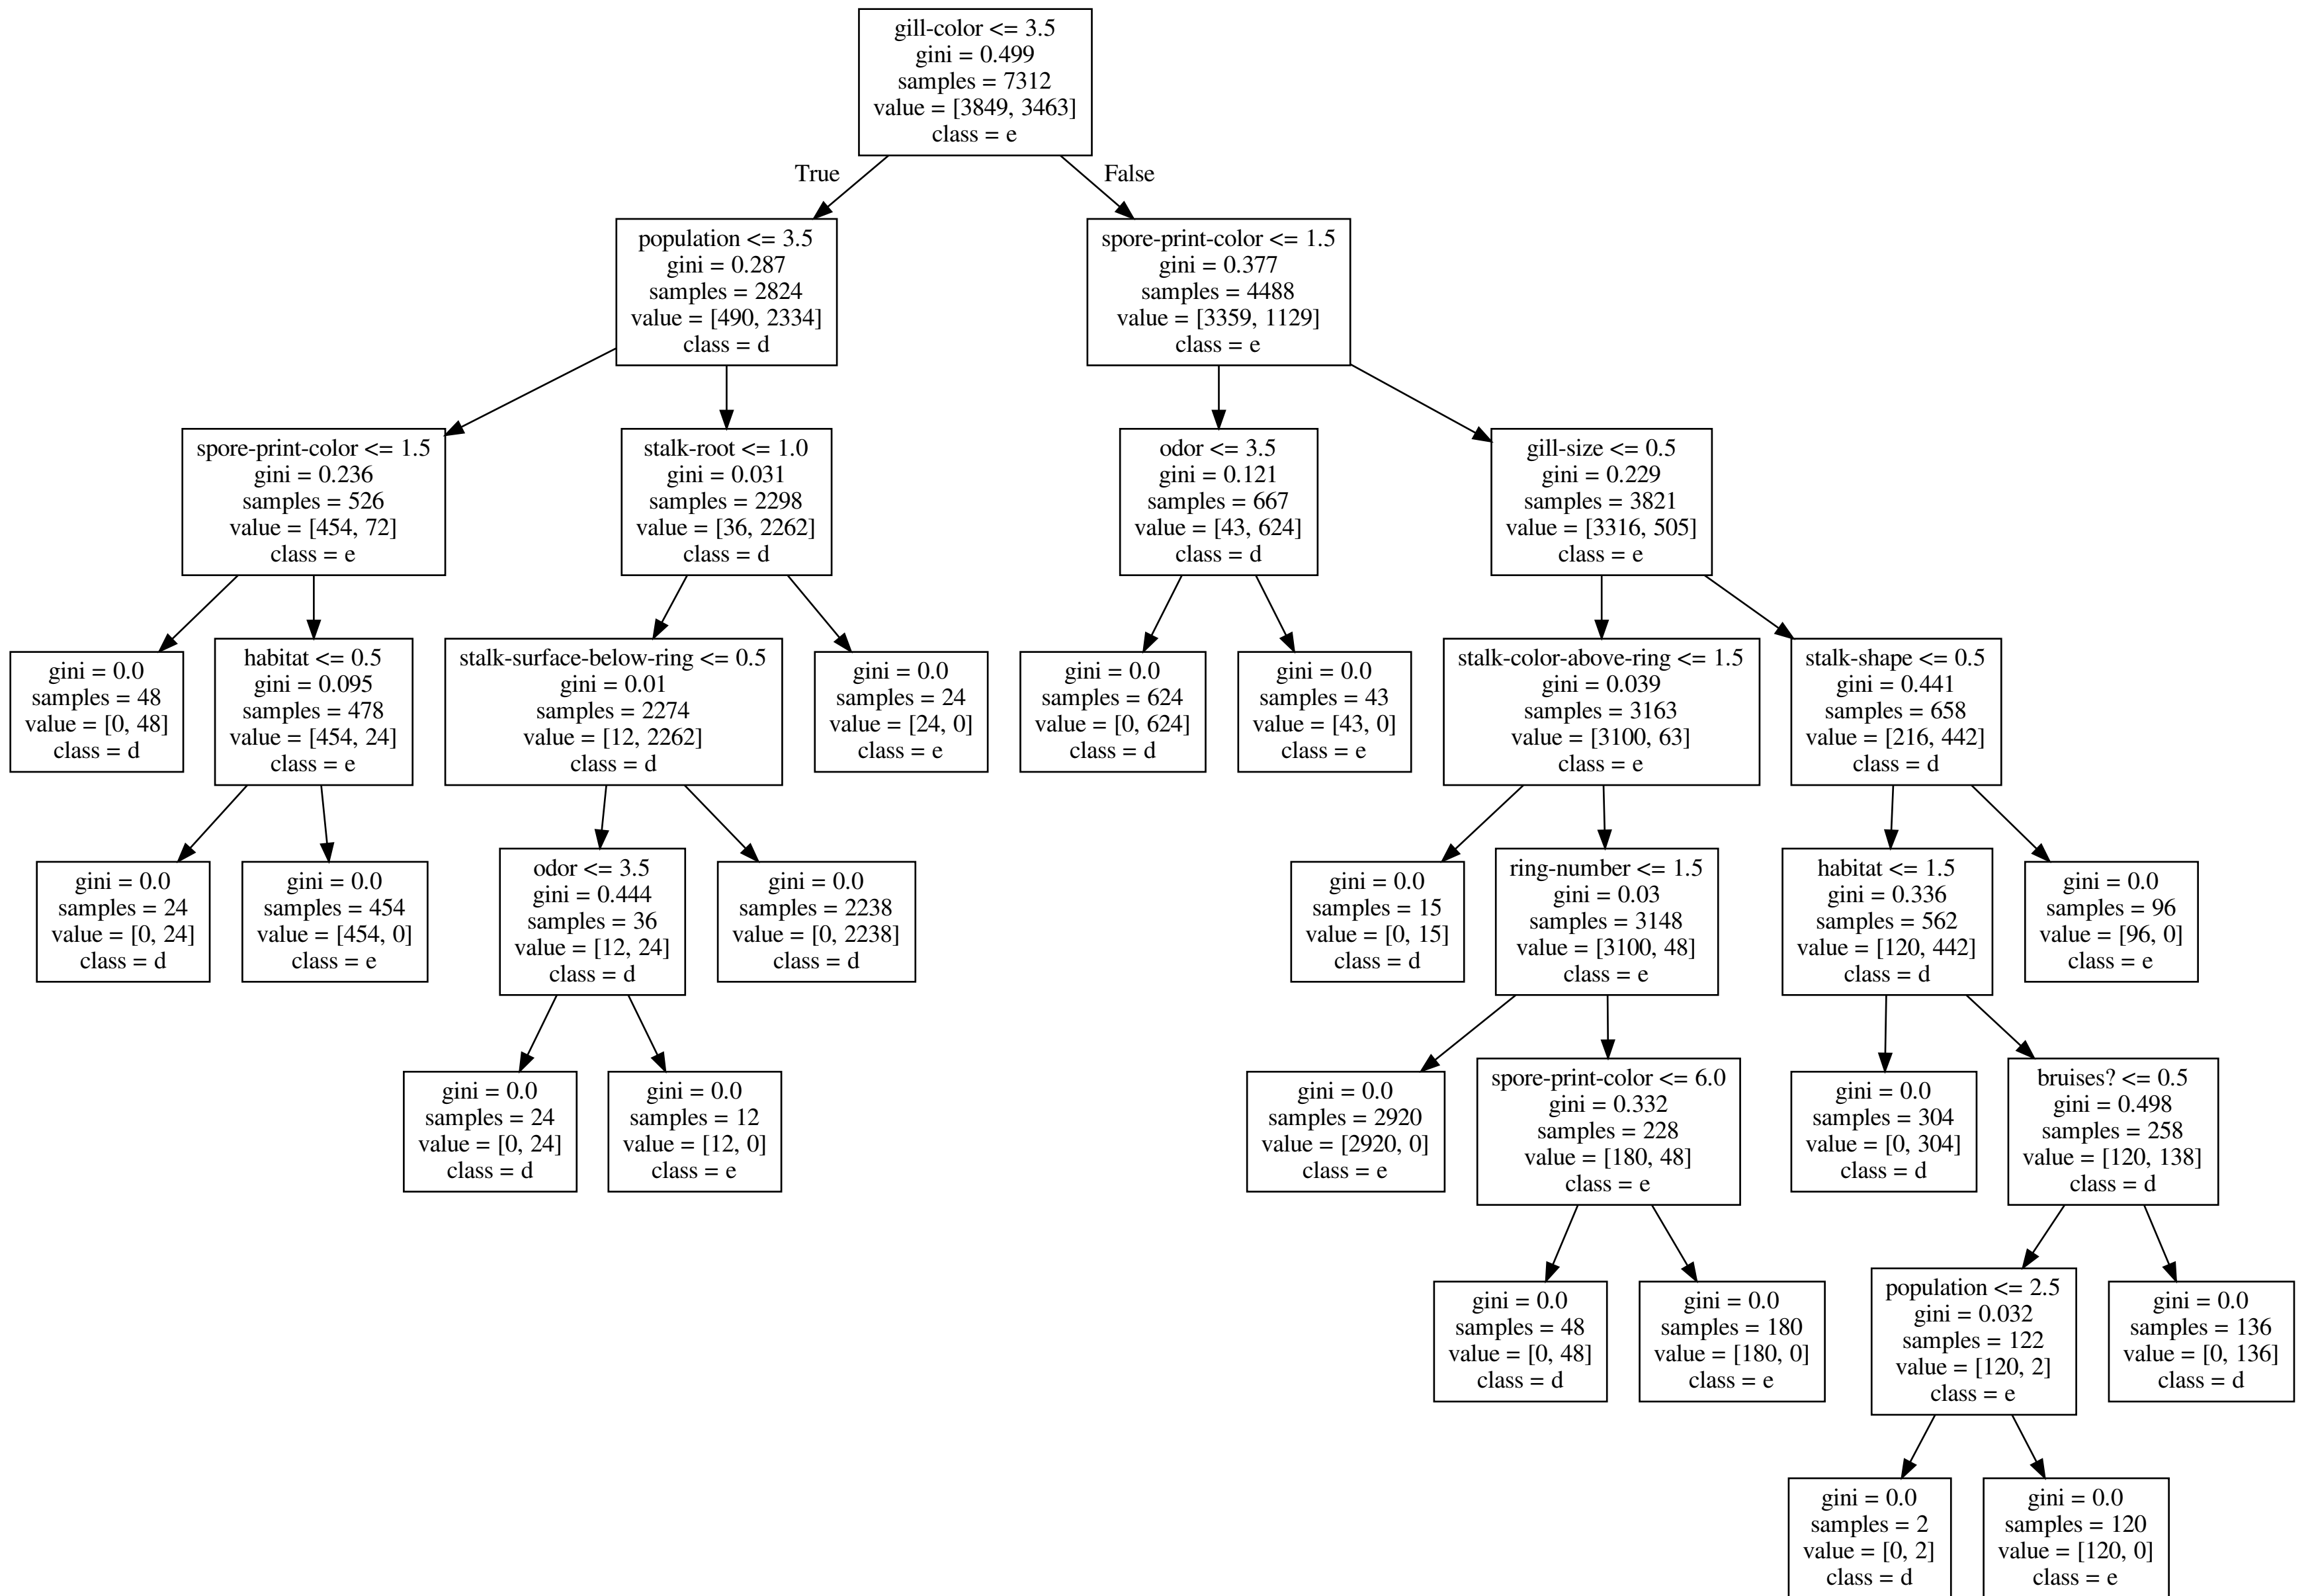 gill-color <= 3.5
gini = 0.499
samples = 7312
value = [3849, 3463]
class = e
True
False
population <= 3.5
gini = 0.287
samples = 2824
value = [490, 2334]
class = d
spore-print-color <= 1.5
gini = 0.377
samples = 4488
value = [3359, 1129]
class = e
spore-print-color <= 1.5
gini = 0.236
samples = 526
value = [454, 72]
class = e
stalk-root <= 1.0
gini = 0.031
samples = 2298
value = [36, 2262]
class = d
odor <= 3.5
gini = 0.121
samples = 667
value = [43, 624]
class = d
gill-size <= 0.5
gini = 0.229
samples = 3821
value = [3316, 505]
class = e
gini = 0.0
samples = 48
value = [0, 48]
class = d
habitat <= 0.5
gini = 0.095
samples = 478
value = [454, 24]
class = e
stalk-surface-below-ring <= 0.5
gini = 0.01
samples = 2274
value = [12, 2262]
class = d
gini = 0.0
samples = 24
value = [24, 0]
class = e
gini = 0.0
samples = 624
value = [0, 624]
class = d
gini = 0.0
samples = 43
value = [43, 0]
class = e
stalk-color-above-ring <= 1.5
gini = 0.039
samples = 3163
value = [3100, 63]
class = e
stalk-shape <= 0.5
gini = 0.441
samples = 658
value = [216, 442]
class = d
gini = 0.0
samples = 24
value = [0, 24]
class = d
gini = 0.0
samples = 454
value = [454, 0]
class = e
odor <= 3.5
gini = 0.444
samples = 36
value = [12, 24]
class = d
gini = 0.0
samples = 2238
value = [0, 2238]
class = d
gini = 0.0
samples = 15
value = [0, 15]
class = d
ring-number <= 1.5
gini = 0.03
samples = 3148
value = [3100, 48]
class = e
habitat <= 1.5
gini = 0.336
samples = 562
value = [120, 442]
class = d
gini = 0.0
samples = 96
value = [96, 0]
class = e
gini = 0.0
samples = 24
value = [0, 24]
class = d
gini = 0.0
samples = 12
value = [12, 0]
class = e
gini = 0.0
samples = 2920
value = [2920, 0]
class = e
spore-print-color <= 6.0
gini = 0.332
samples = 228
value = [180, 48]
class = e
gini = 0.0
samples = 304
value = [0, 304]
class = d
bruises? <= 0.5
gini = 0.498
samples = 258
value = [120, 138]
class = d
gini = 0.0
samples = 48
value = [0, 48]
class = d
gini = 0.0
samples = 180
value = [180, 0]
class = e
population <= 2.5
gini = 0.032
samples = 122
value = [120, 2]
class = e
gini = 0.0
samples = 136
value = [0, 136]
class = d
gini = 0.0
samples = 2
value = [0, 2]
class = d
gini = 0.0
samples = 120
value = [120, 0]
class = e